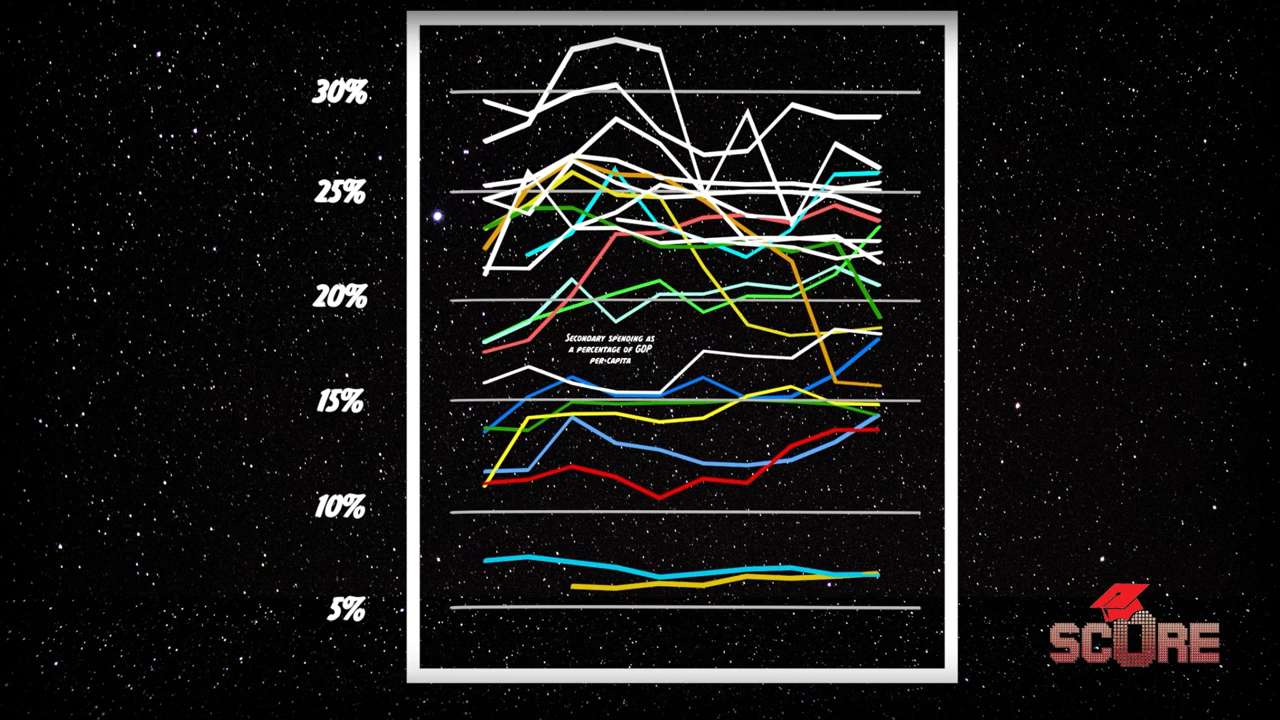 30%
25%
20%
Secondary spending as
a percentage of GDP
per capita
15%
10%
5%
SCORE